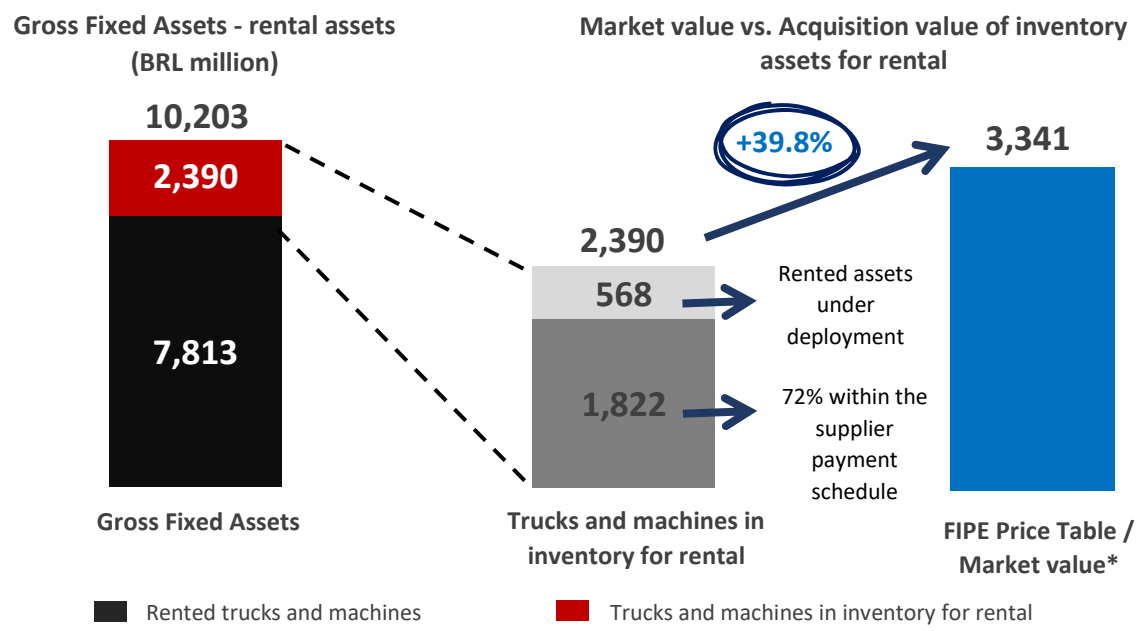 Gross Fixed Assets - rental assets
(BRL million)
10,203
2,390
7,813
Gross Fixed Assets
Market value vs. Acquisition value of inventory
assets for rental
+39.8%
3,341
2,390
568
Rented assets
under
deployment
1,822
72% within the
supplier
payment
schedule
Trucks and machines in
inventory for rental
FIPE Price Table /
Market value*
Rented trucks and machines
Trucks and machines in inventory for rental